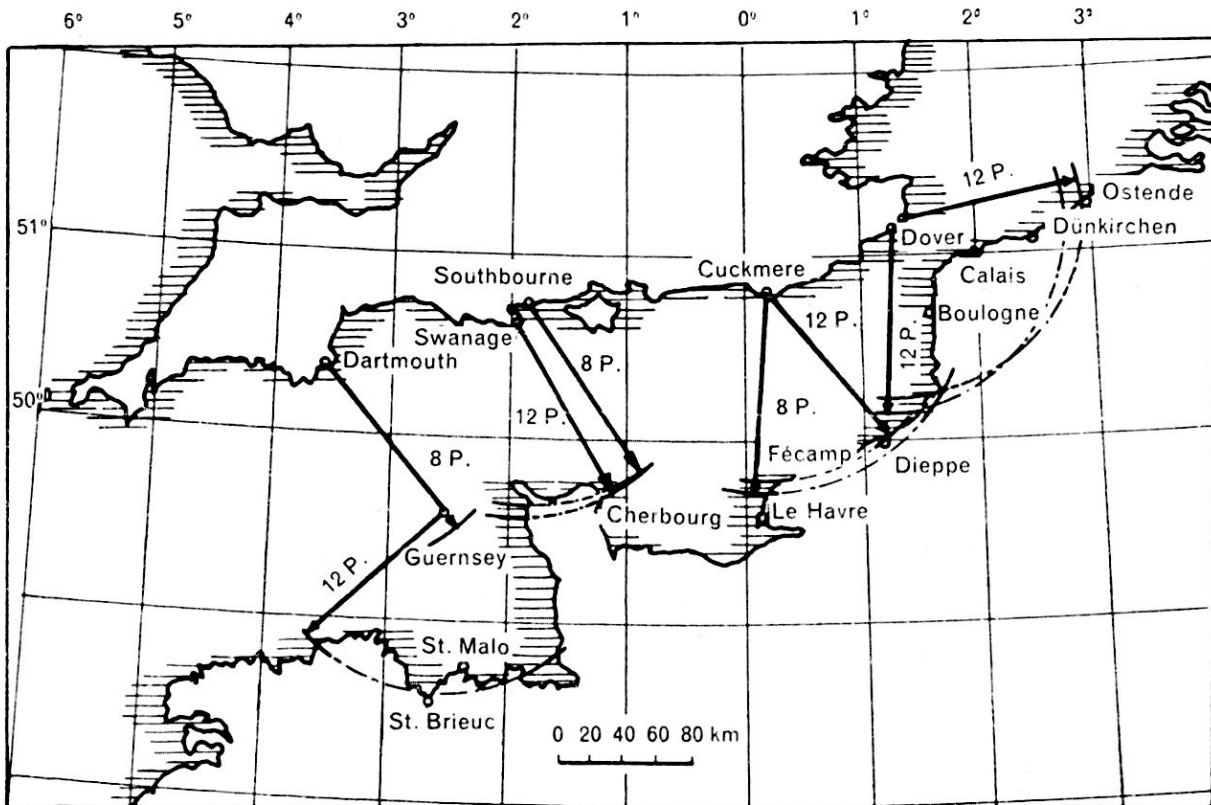 6° 5° 4° 3° 2° 1° 0° 1° 2° 3°
12 P.
Ostende
51°
Dover
Dünkirchen
Southbourne
Cuckmere
Calais
Swanage
12 P.
Boulogne
8 P.
12 P.
Dartmouth
50°
12 P.
8 P.
8 P.
Fécamp
Dieppe
Cherbourg
Le Havre
Guernsey
12 P.
St. Malo
St. Brieuc
0 20 40 60 80 km